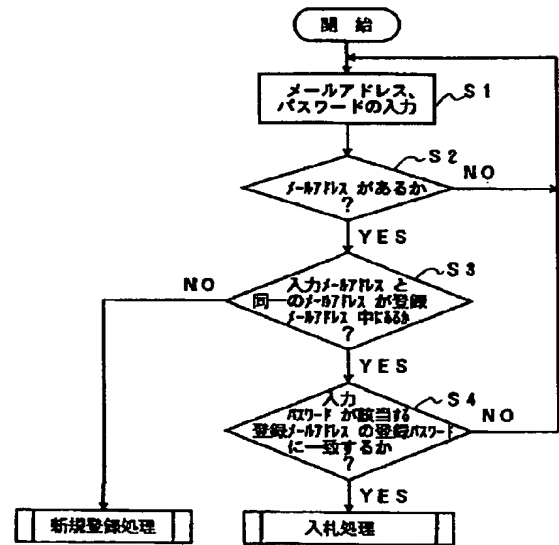 開 始
メールアドレス、
パスワードの入力
S1
S2
メールアドレス があるか
?
NO
YES
S3
入力メールアドレス と
同一のメールアドレス が登録
メールアドレス 中にあるか
?
NO
YES
S4
入力
パスワード が該当する
登録メールアドレス の登録パスワード
に一致するか
?
NO
YES
新規登録処理
入札処理